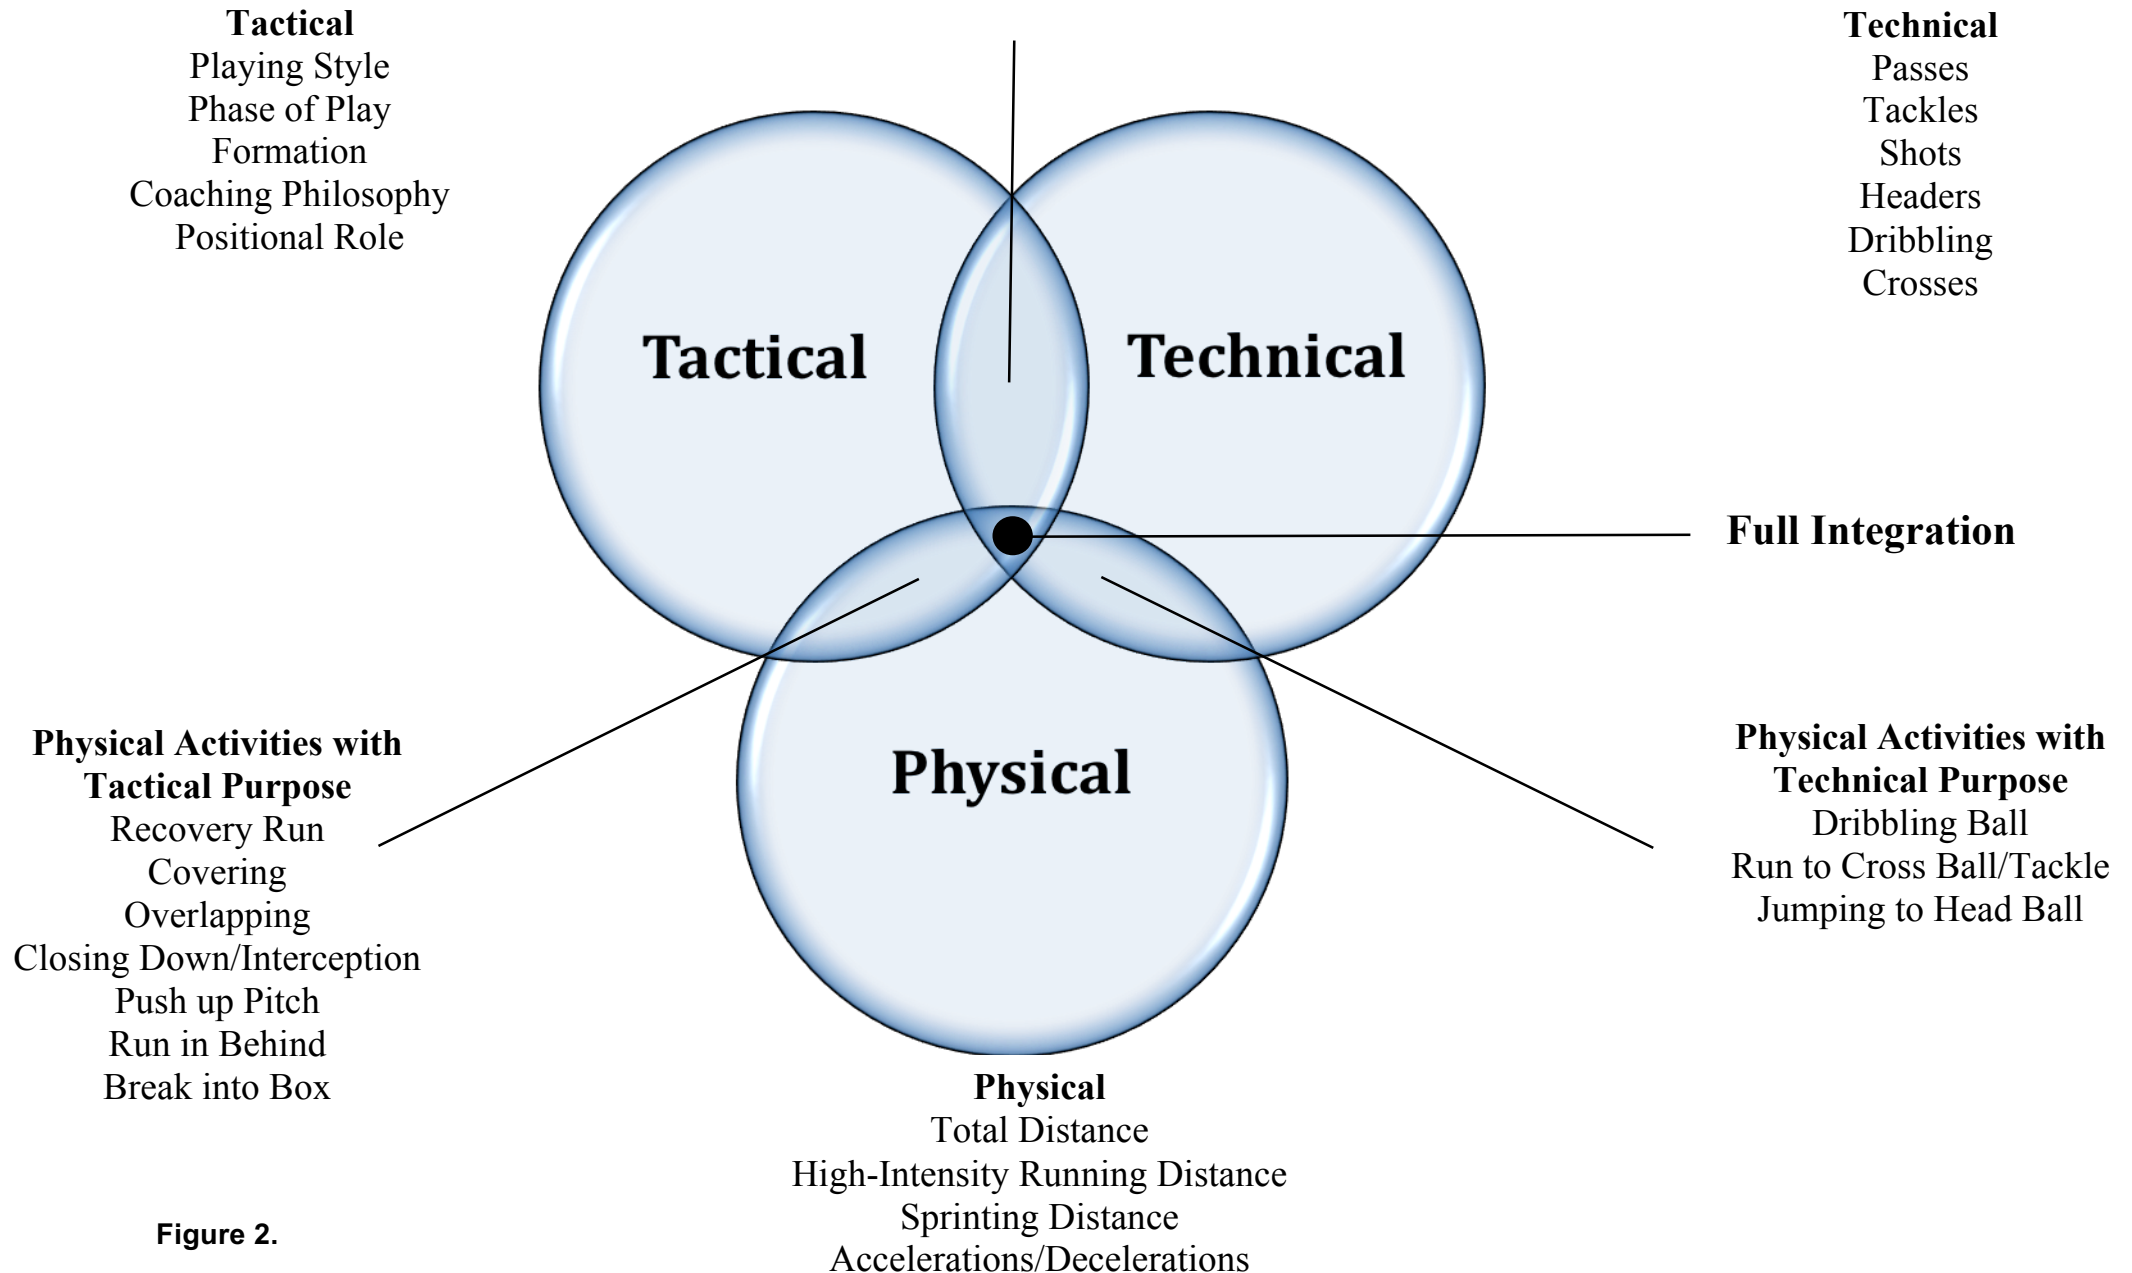 Tactical
Playing Style
Phase of Play
Formation
Coaching Philosophy
Positional Role
Technical
Passes
Tackles
Shots
Headers
Dribbling
Crosses
Tactical
Technical
Full Integration
Physical
Physical Activities with
Tactical Purpose
Recovery Run
Covering
Overlapping
Closing Down/Interception
Push up Pitch
Run in Behind
Break into Box
Physical Activities with
Technical Purpose
Dribbling Ball
Run to Cross Ball/Tackle
Jumping to Head Ball
Physical
Total Distance
High-Intensity Running Distance
Sprinting Distance
Accelerations/Decelerations
Figure 2.